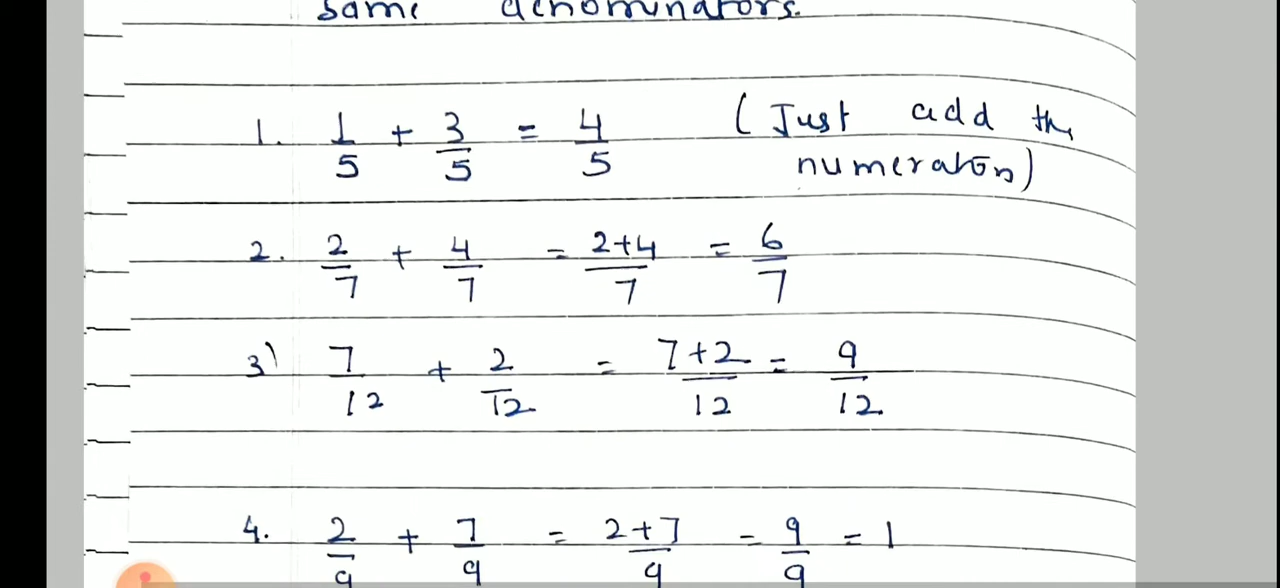 same denominators.
1. 1/5 + 3/5 = 4/5 (Just add the
numerators)
2. 2/7 + 4/7 = 2+4/7 = 6/7
3) 7/12 + 2/12 = 7+2/12 = 9/12
4. 2/9 + 7/9 = 2+7/9 = 9/9 = 1